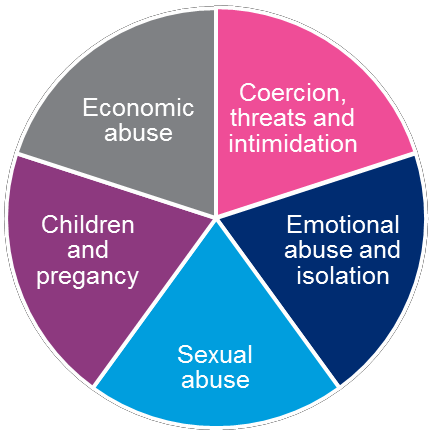 Economic
abuse
Coercion,
threats and
intimidation
Children
and
pregancy
Emotional
abuse and
isolation
Sexual
abuse